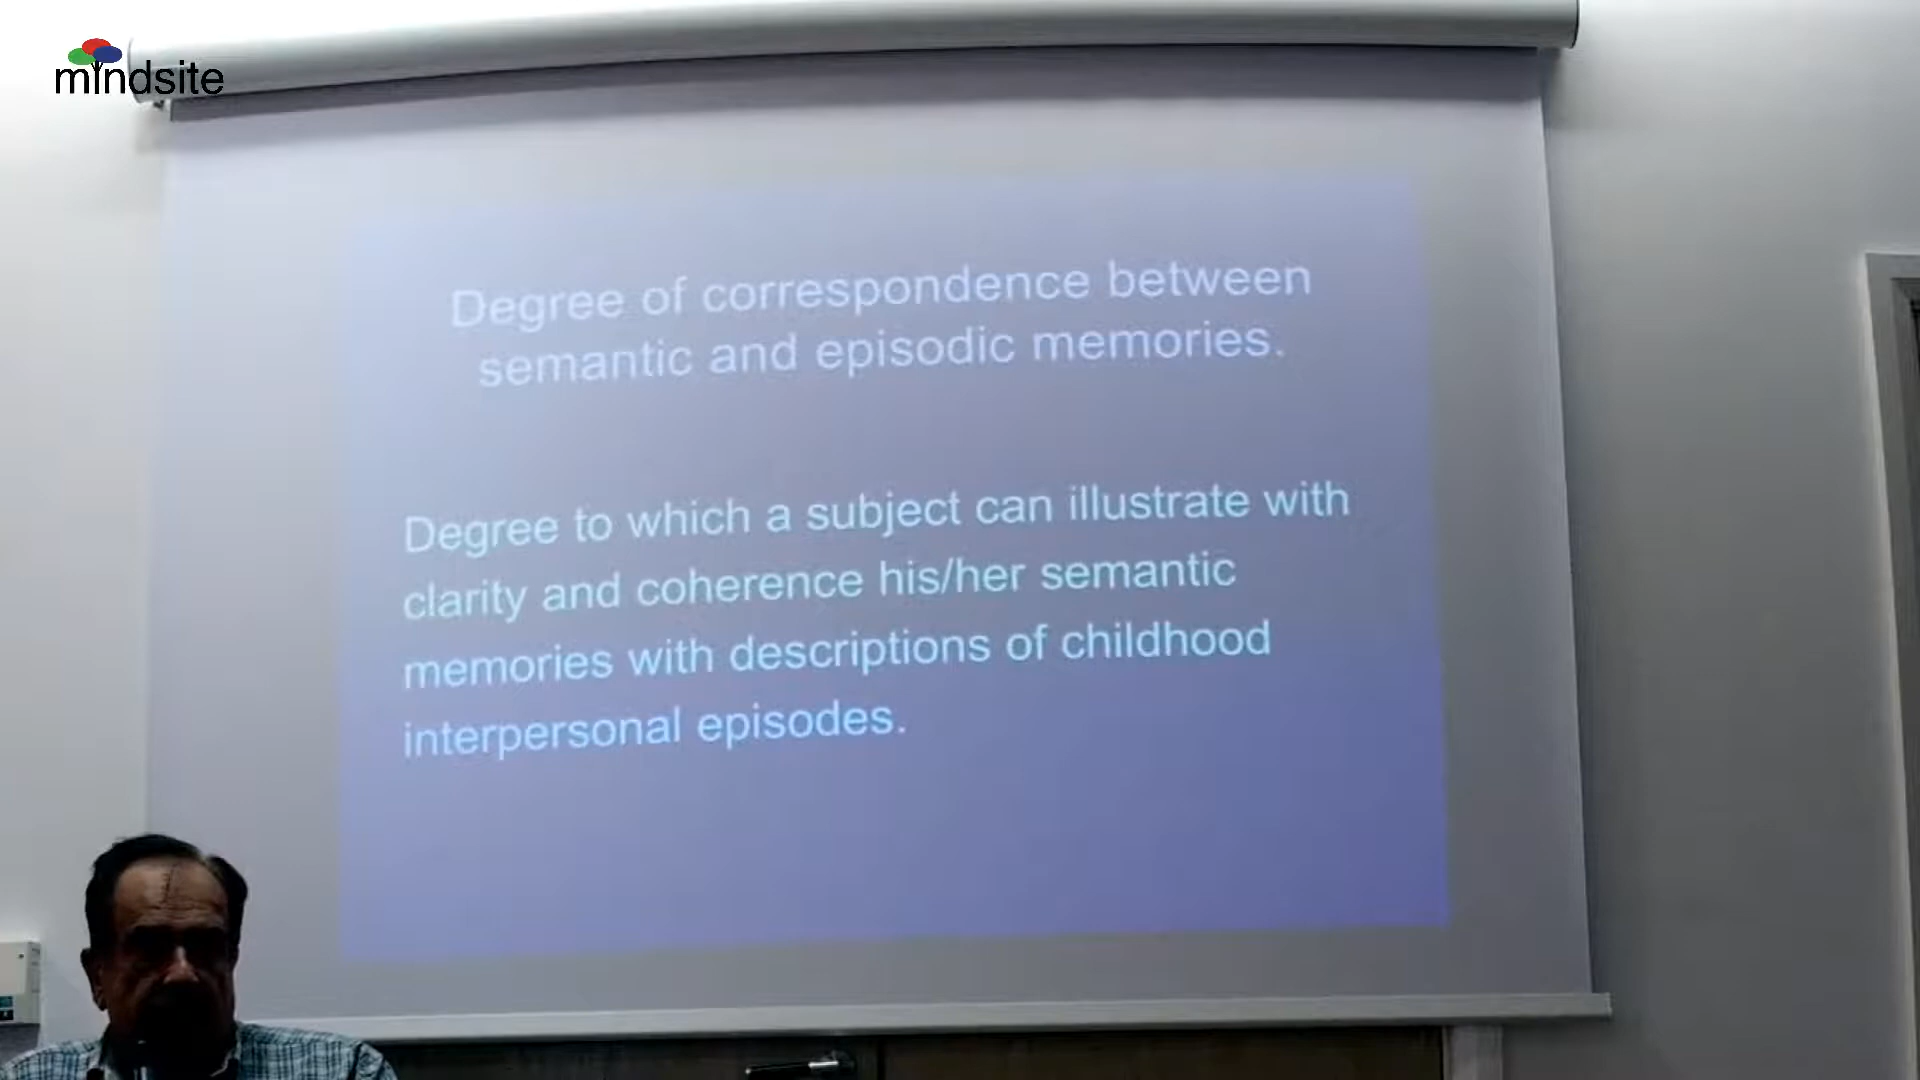 mindsite
Degree of correspondence between
semantic and episodic memories.
Degree to which a subject can illustrate with
clarity and coherence his/her semantic
memories with descriptions of childhood
interpersonal episodes.